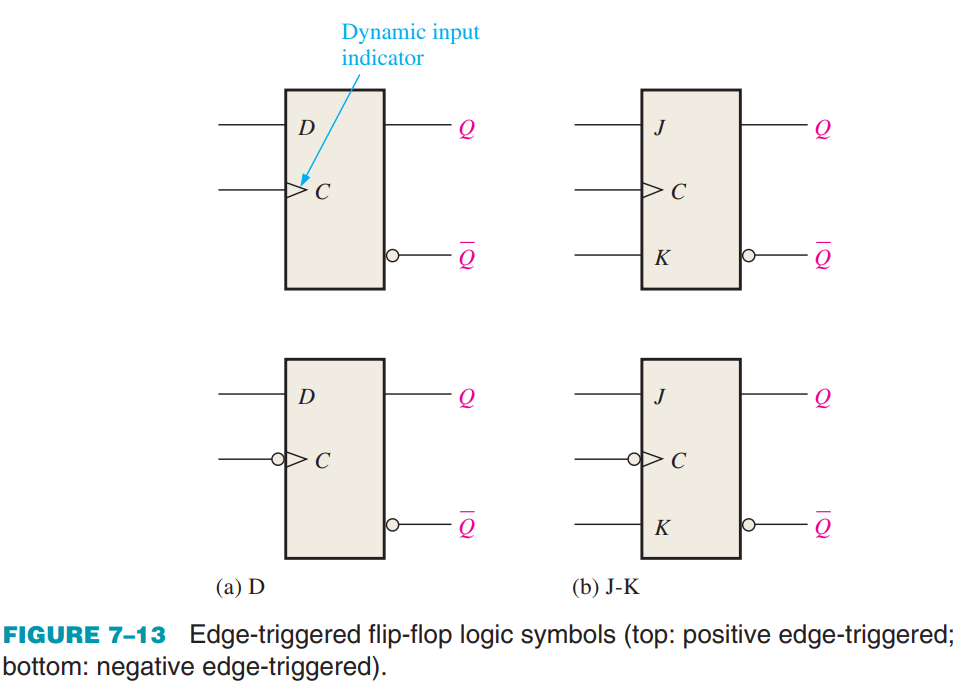 Dynamic input
indicator
D
Q
C
Q̅
J
Q
C
K
Q̅
D
Q
C
Q̅
J
Q
C
K
Q̅
(a) D
(b) J-K
FIGURE 7–13 Edge-triggered flip-flop logic symbols (top: positive edge-triggered;
bottom: negative edge-triggered).